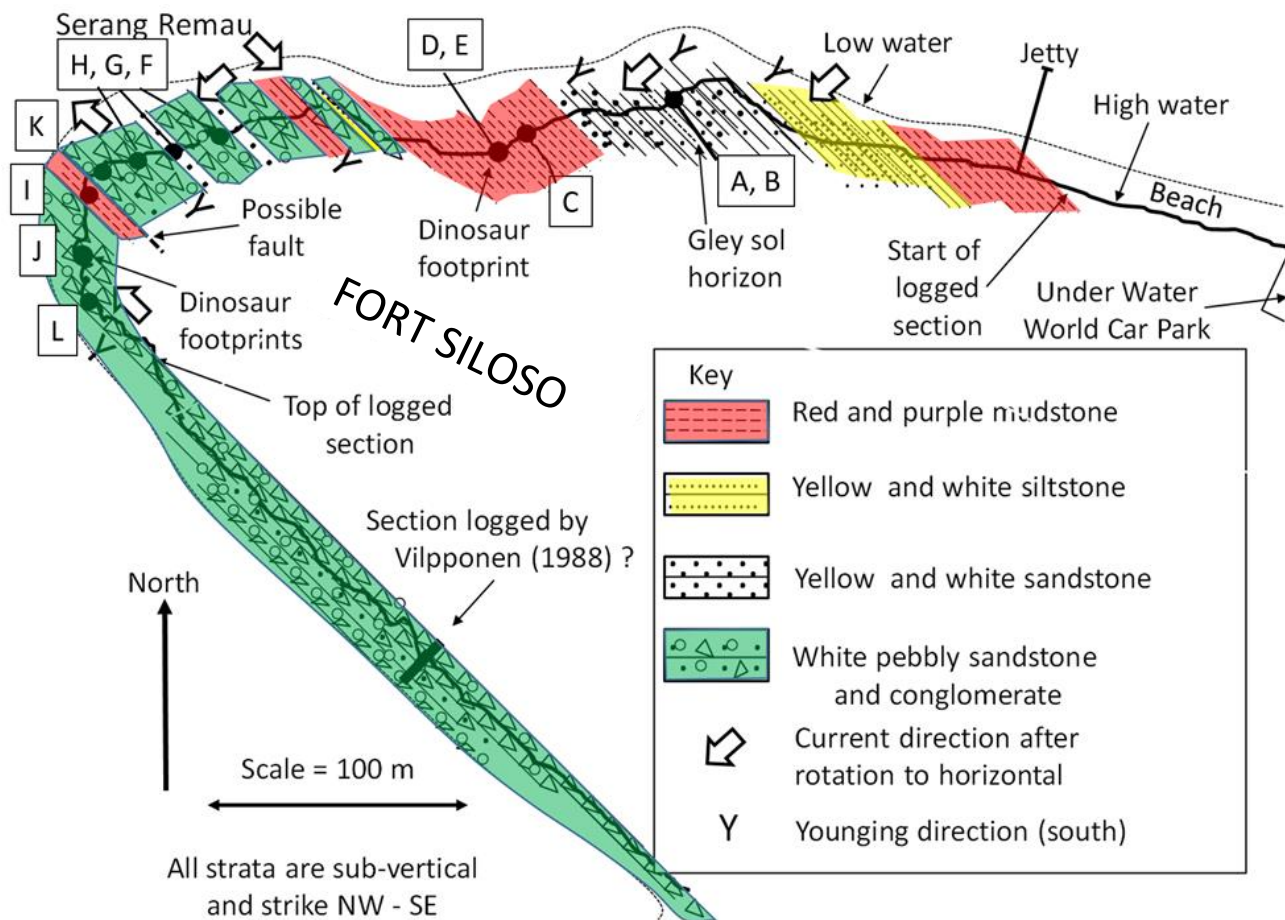 Serang Remau
H, G, F
D, E
Low water
Jetty
High water
K
I
J
L
Possible
fault
Dinosaur
footprints
Dinosaur
footprint
C
A, B
Gley sol
horizon
Beach
Start of
logged
section
Under Water
World Car Park
FORT SILOSO
Top of logged
section
Section logged by
Vilpponen (1988) ?
North
Scale = 100 m
All strata are sub-vertical
and strike NW - SE
Key
Red and purple mudstone
Yellow and white siltstone
Yellow and white sandstone
White pebbly sandstone
and conglomerate
Current direction after
rotation to horizontal
Y Younging direction (south)
Y
Y
Y
Y
Y
Y